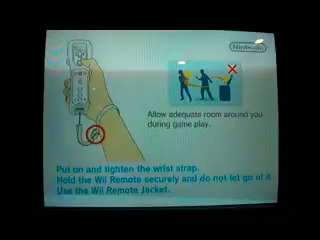 Nintendo
Allow adequate room around you
during game play.
Put on and tighten the wrist strap.
Hold the Wii Remote securely and do not let go of it.
Use the Wii Remote Jacket.